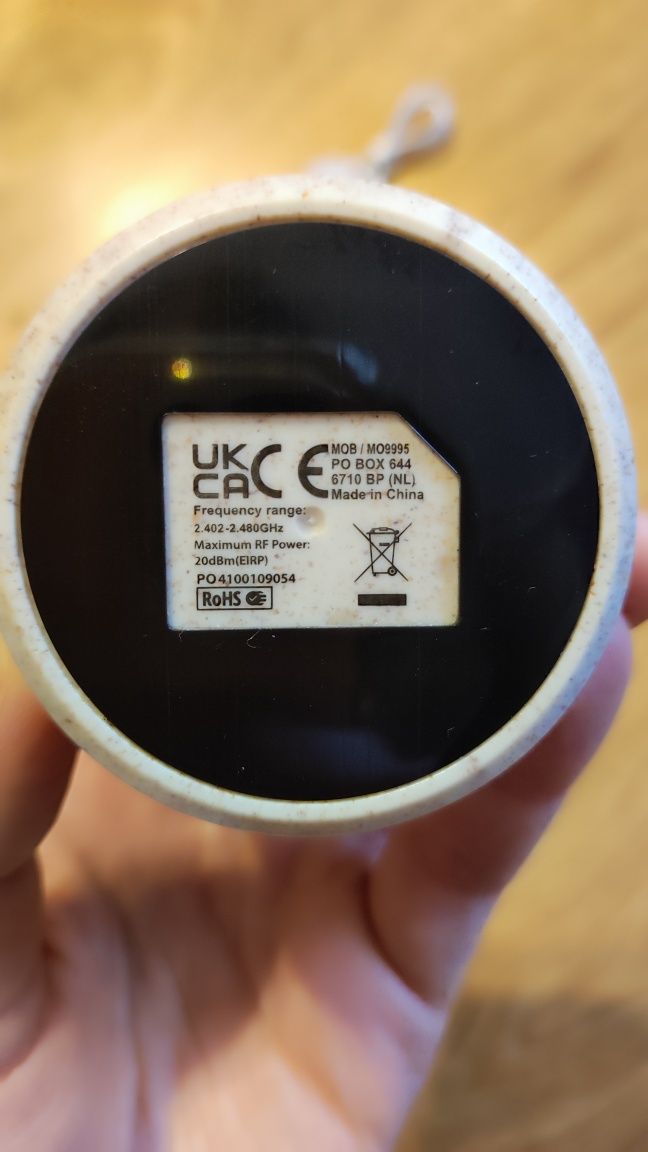 UK
CA
CE
MOB / MO9995
PO BOX 644
6710 BP (NL)
Made in China
Frequency range:
2.402-2.480GHz
Maximum RF Power:
20dBm(EIRP)
PO4100109054
RoHS